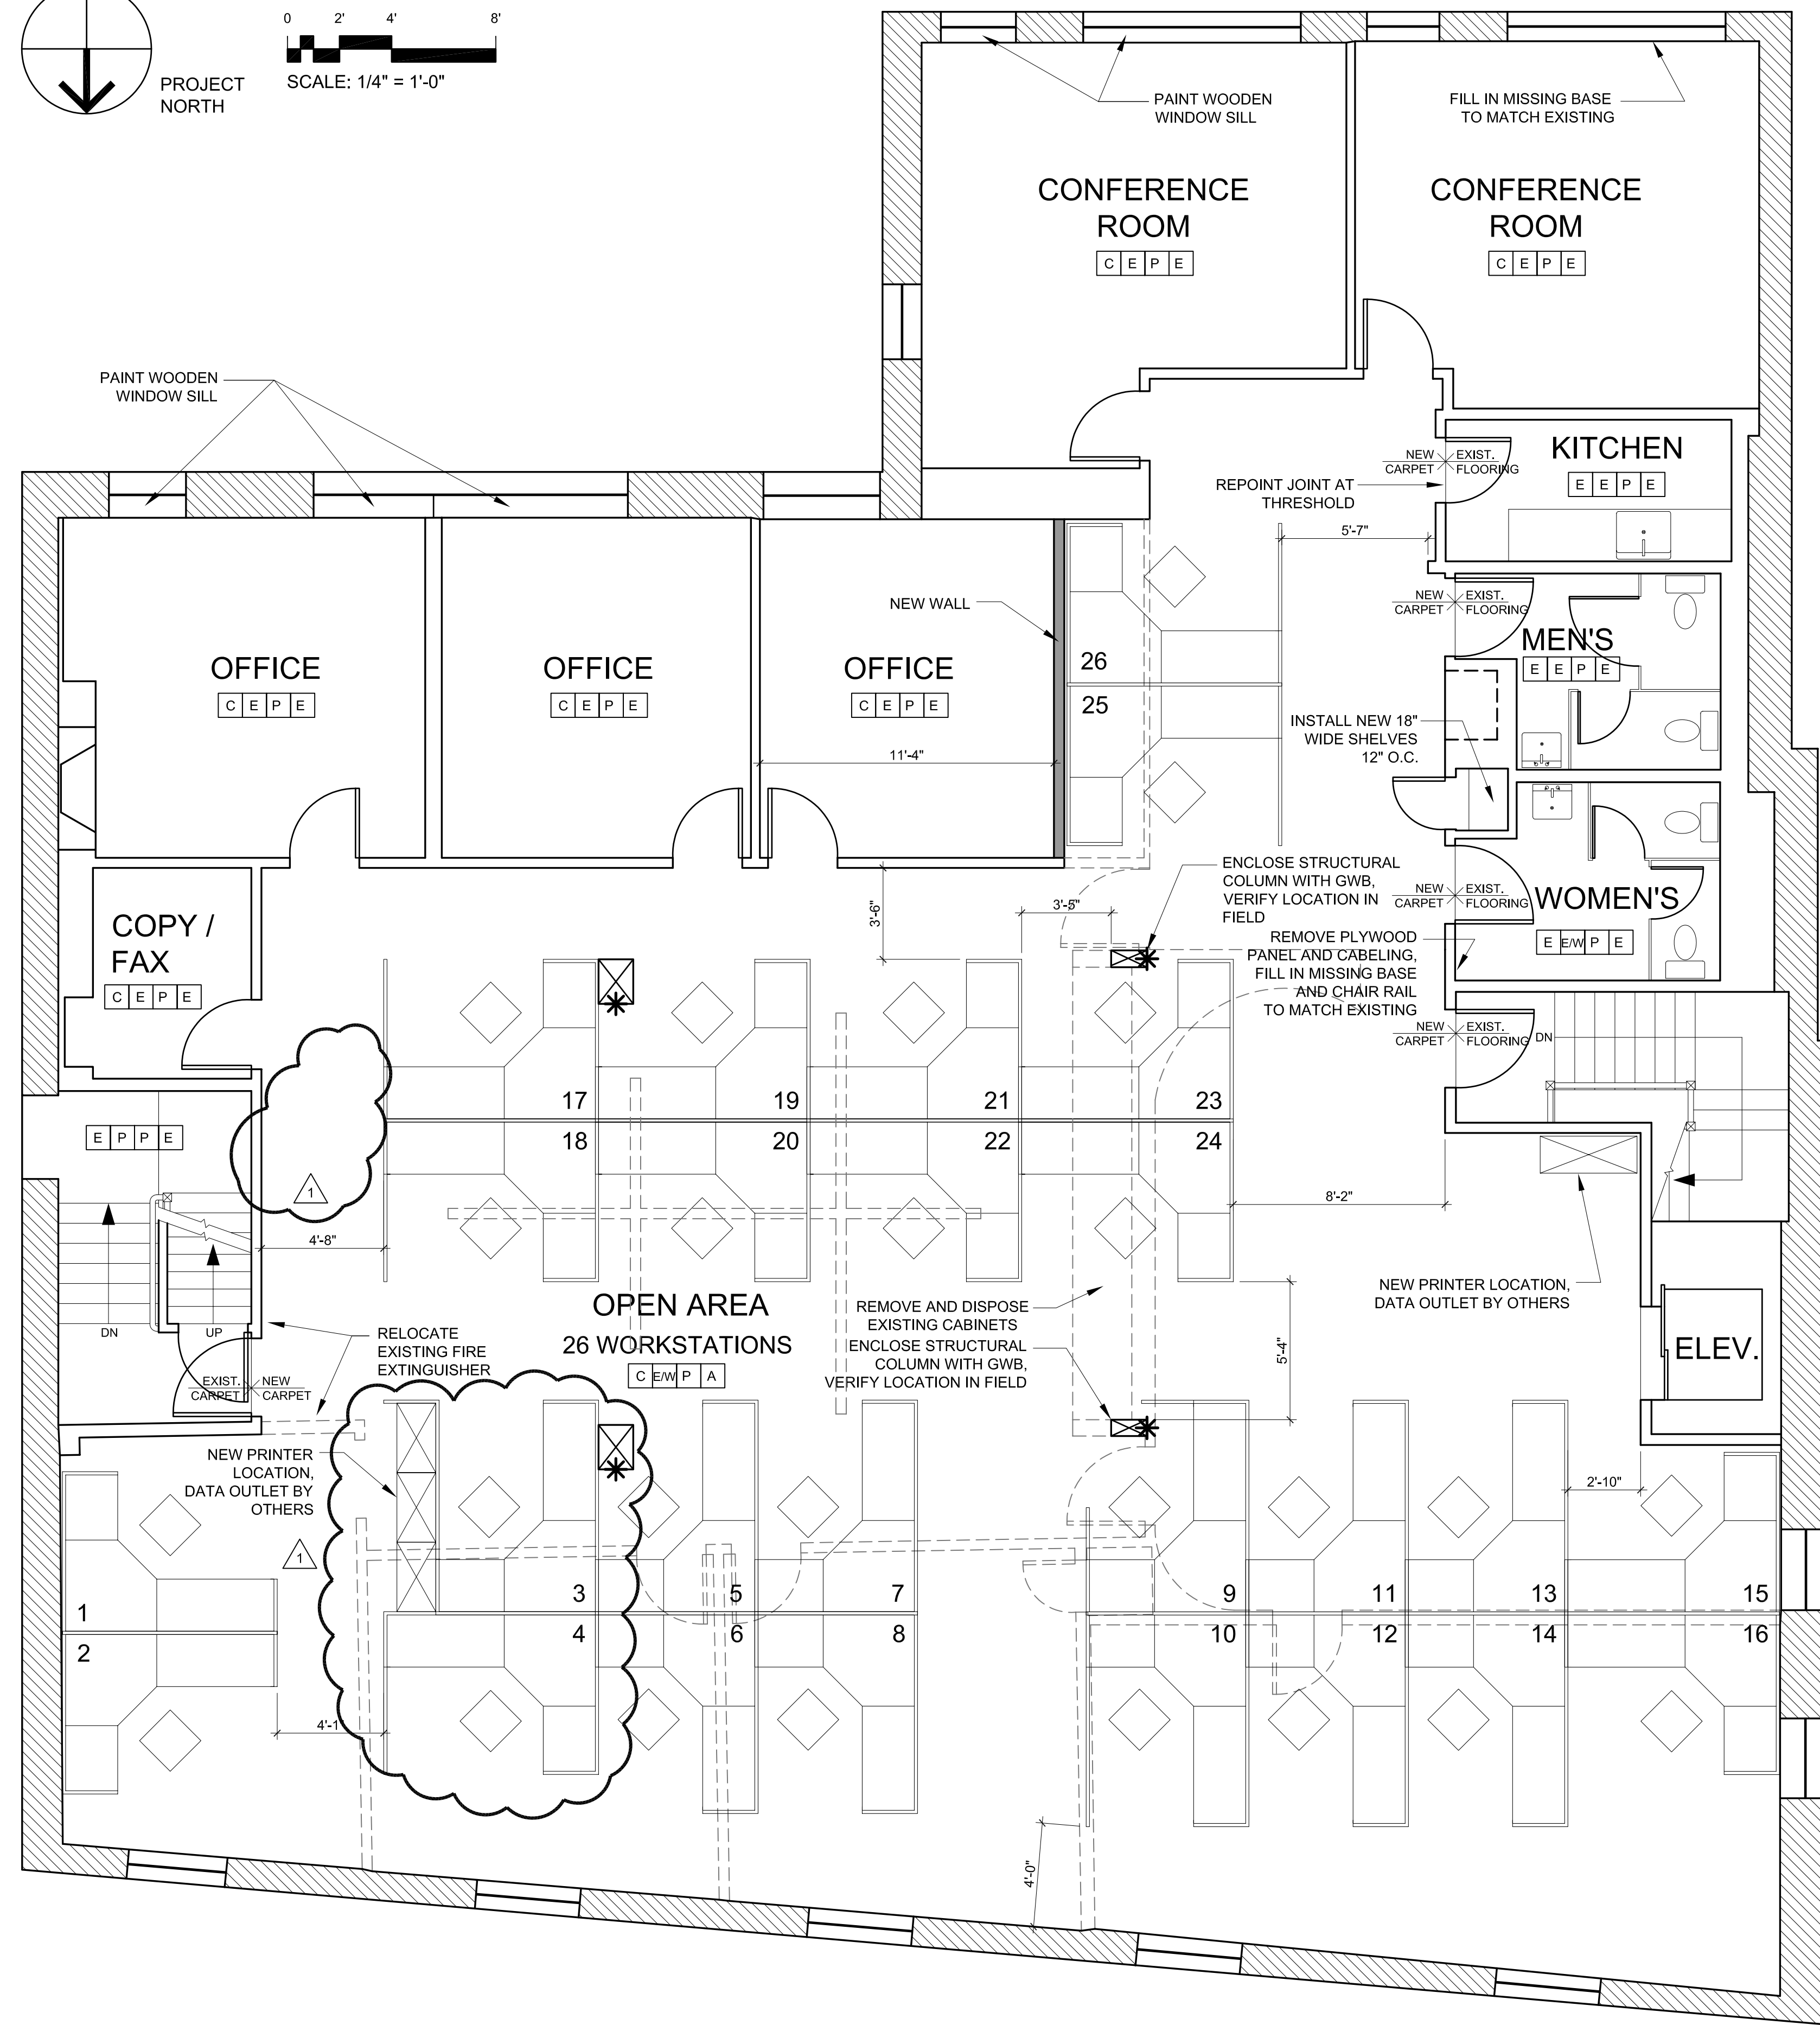 0 2' 4' 8'
SCALE: 1/4" = 1'-0"
PROJECT
NORTH
PAINT WOODEN
WINDOW SILL
FILL IN MISSING BASE
TO MATCH EXISTING
CONFERENCE
ROOM
C E P E
CONFERENCE
ROOM
C E P E
PAINT WOODEN
WINDOW SILL
KITCHEN
E E P E
NEW EXIST.
CARPET FLOORING
REPOINT JOINT AT
THRESHOLD
5'-7"
NEW WALL
NEW EXIST.
CARPET FLOORING
MEN'S
E E P E
OFFICE
C E P E
OFFICE
C E P E
OFFICE
C E P E
11'-4"
26
25
INSTALL NEW 18"
WIDE SHELVES
12" O.C.
ENCLOSE STRUCTURAL
COLUMN WITH GWB,
VERIFY LOCATION IN
FIELD
NEW EXIST.
CARPET FLOORING
WOMEN'S
E E/W P E
3'-6"
3'-5"
COPY /
FAX
C E P E
REMOVE PLYWOOD
PANEL AND CABELING,
FILL IN MISSING BASE
AND CHAIR RAIL
TO MATCH EXISTING
NEW EXIST.
CARPET FLOORING
DN
17 19 21 23
18 20 22 24
E P P E
1
4'-8"
8'-2"
NEW PRINTER LOCATION,
DATA OUTLET BY OTHERS
OPEN AREA
26 WORKSTATIONS
C E/W P A
REMOVE AND DISPOSE
EXISTING CABINETS
ENCLOSE STRUCTURAL
COLUMN WITH GWB,
VERIFY LOCATION IN FIELD
5'-4"
ELEV.
DN
UP
RELOCATE
EXISTING FIRE
EXTINGUISHER
EXIST. NEW
CARPET CARPET
NEW PRINTER
LOCATION,
DATA OUTLET BY
OTHERS
2'-10"
1
1
2
3 5 7 9 11 13 15
4 6 8 10 12 14 16
4'-1"
4'-0"